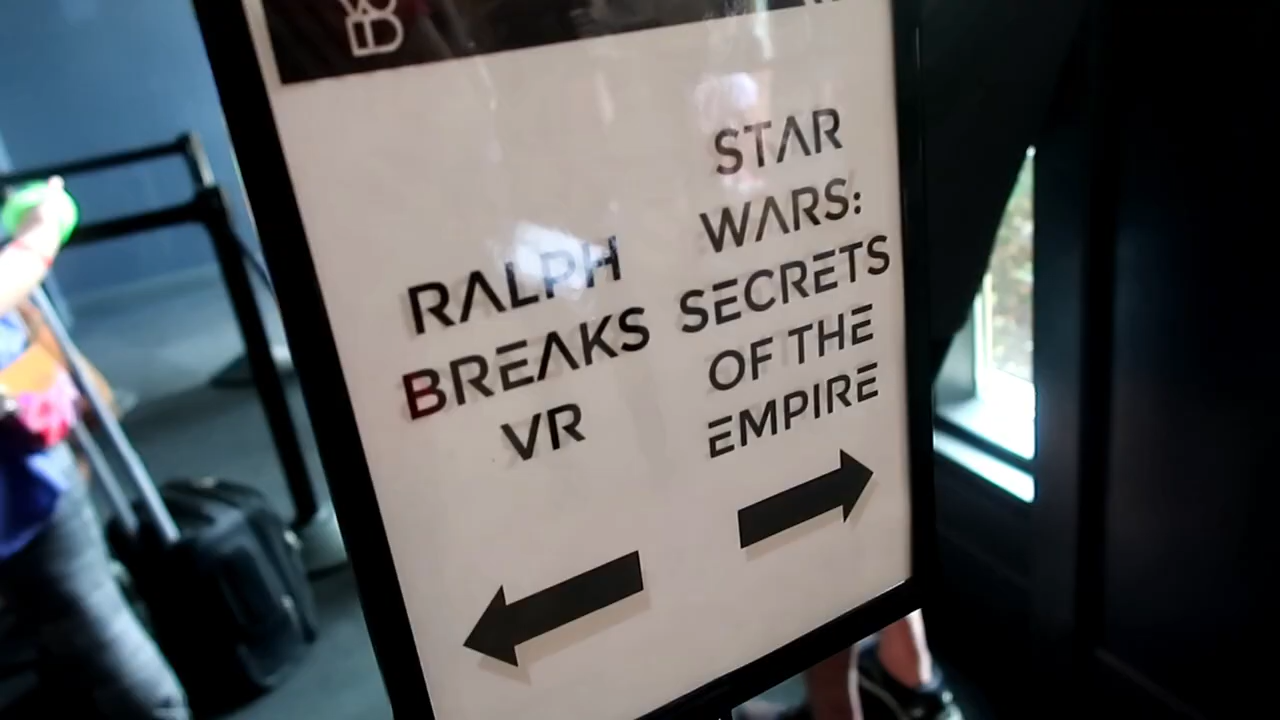 RALPH
BREAKS
VR
STAR
WARS:
SECRETS
OF THE
EMPIRE